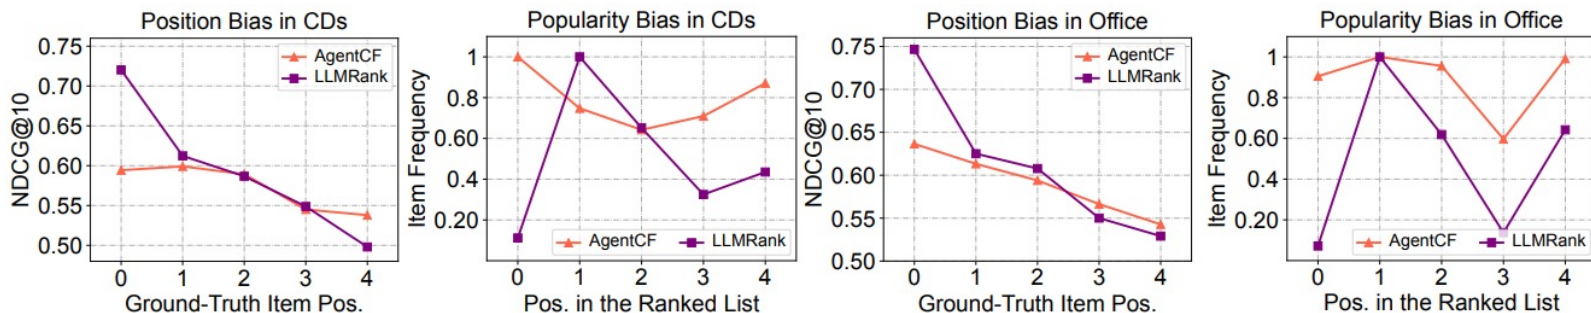 Position Bias in CDs
NDCG@10
0.75
0.70
0.65
0.60
0.55
0.50
AgentCF
LLMRank
0 1 2 3 4
Ground-Truth Item Pos.
Popularity Bias in CDs
Item Frequency
1
0.8
0.60
0.4
0.20
AgentCF LLMRank
0 1 2 3 4
Pos. in the Ranked List
Position Bias in Office
NDCG@10
0.75
0.70
0.65
0.60
0.55
0.50
AgentCF
LLMRank
0 1 2 3 4
Ground-Truth Item Pos.
Popularity Bias in Office
Item Frequency
1
0.8
0.60
0.4
0.20
AgentCF LLMRank
0 1 2 3 4
Pos. in the Ranked List